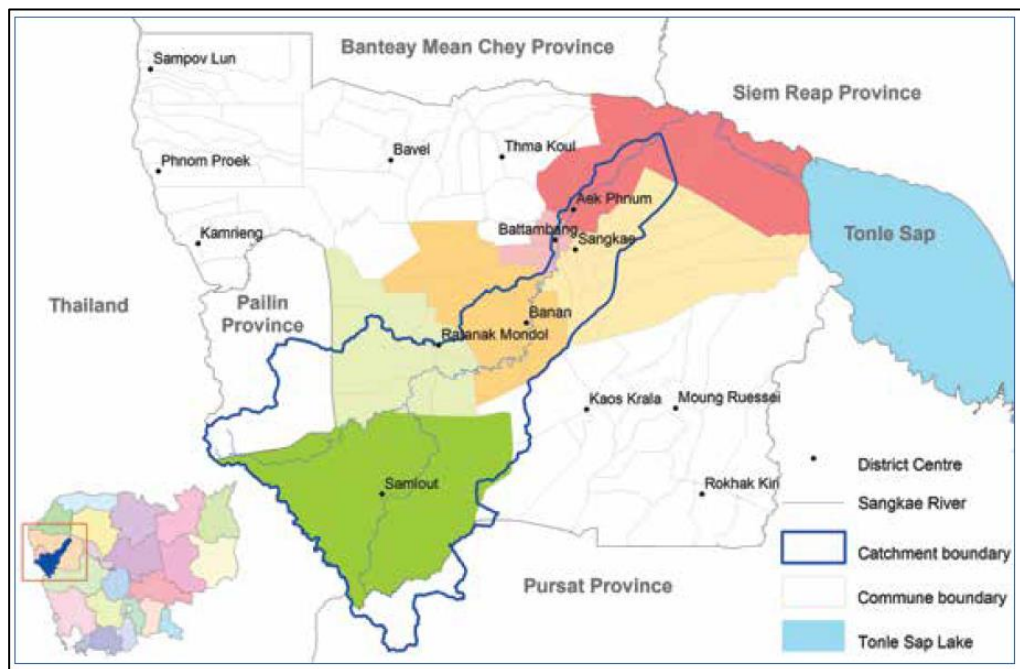 Banteay Mean Chey Province
Sampov Lun
Siem Reap Province
Bavel
Thma Koul
Phnom Proek
Aek Phnum
Kamrieng
Battambang
Sangkae
Tonle Sap
Thailand
Pailin
Province
Banan
Ratanak Mondol
Kaos Krala
Moung Ruessei
District Centre
Samlout
Rokhak Kiri
Sangkae River
Catchment boundary
Pursat Province
Commune boundary
Tonle Sap Lake